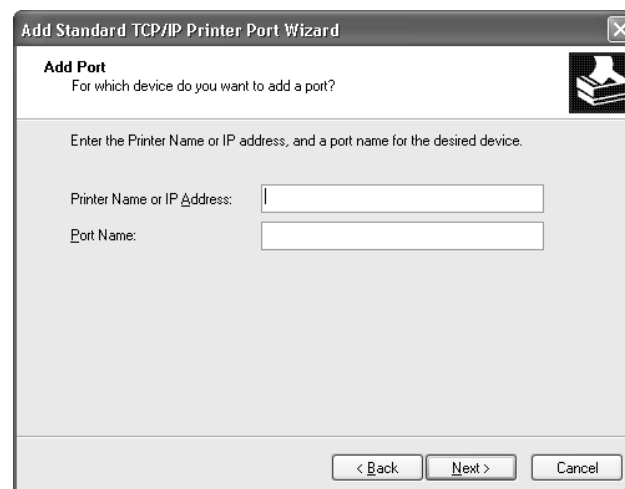 Add Standard TCP/IP Printer Port Wizard
Add Port
For which device do you want to add a port?
Enter the Printer Name or IP address, and a port name for the desired device.
Printer Name or IP Address:
Port Name:
< Back Next > Cancel